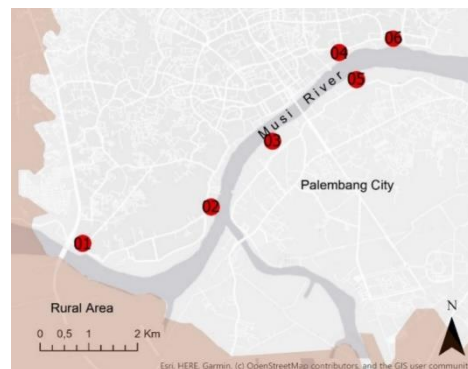 06
04
05
Musi River
03
Palembang City
02
01
Rural Area
N
0 0,5 1 2 Km
Esri, HERE, Garmin, (c) OpenStreetMap contributors, and the GIS user communit